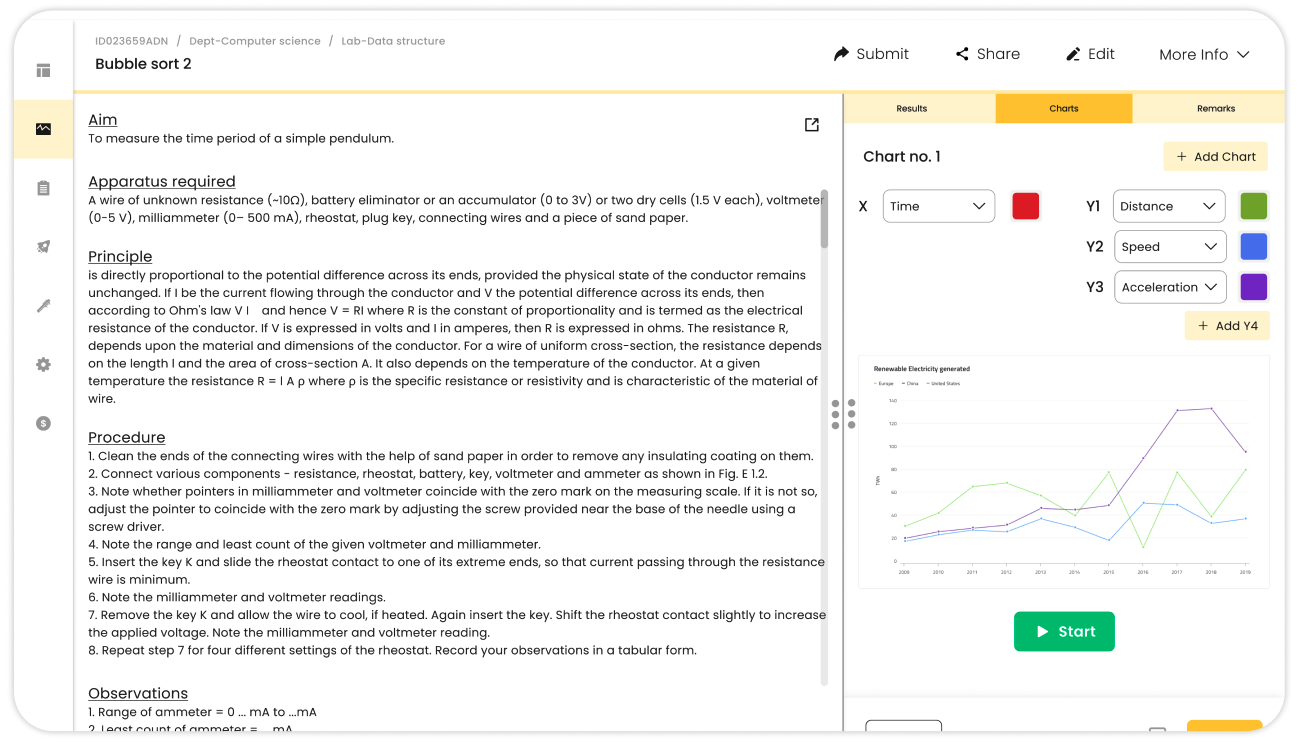 ID023659ADN / Dept-Computer science / Lab-Data structure
Bubble sort 2
Submit
Share
Edit
More Info
Aim
To measure the time period of a simple pendulum.
Apparatus required
A wire of unknown resistance (~10Ω), battery eliminator or an accumulator (0 to 3V) or two dry cells (1.5 V each), voltmeter
(0-5 V), milliammeter (0– 500 mA), rheostat, plug key, connecting wires and a piece of sand paper.
Principle
is directly proportional to the potential difference across its ends, provided the physical state of the conductor remains
unchanged. If I be the current flowing through the conductor and V the potential difference across its ends, then
according to Ohm's law V I and hence V = RI where R is the constant of proportionality and is termed as the electrical
resistance of the conductor. If V is expressed in volts and I in amperes, then R is expressed in ohms. The resistance R,
depends upon the material and dimensions of the conductor. For a wire of uniform cross-section, the resistance depends
on the length l and the area of cross-section A. It also depends on the temperature of the conductor. At a given
temperature the resistance R = l A ρ where ρ is the specific resistance or resistivity and is characteristic of the material of
wire.
Procedure
1. Clean the ends of the connecting wires with the help of sand paper in order to remove any insulating coating on them.
2. Connect various components - resistance, rheostat, battery, key, voltmeter and ammeter as shown in Fig. E 1.2.
3. Note whether pointers in milliammeter and voltmeter coincide with the zero mark on the measuring scale. If it is not so,
adjust the pointer to coincide with the zero mark by adjusting the screw provided near the base of the needle using a
screw driver.
4. Note the range and least count of the given voltmeter and milliammeter.
5. Insert the key K and slide the rheostat contact to one of its extreme ends, so that current passing through the resistance
wire is minimum.
6. Note the milliammeter and voltmeter readings.
7. Remove the key K and allow the wire to cool, if heated. Again insert the key. Shift the rheostat contact slightly to increase
the applied voltage. Note the milliammeter and voltmeter reading.
8. Repeat step 7 for four different settings of the rheostat. Record your observations in a tabular form.
Observations
1. Range of ammeter = 0 ... mA to ...mA
2. Least count of ammeter = ... mA
Results
Charts
Remarks
Chart no. 1
+ Add Chart
X
Time
Y1
Distance
Y2
Speed
Y3
Acceleration
+ Add Y4
Renewable Electricity generated
Europe
China
United States
140
120
100
80
60
40
20
0
TWh
2009
2010
2011
2012
2013
2014
2015
2016
2017
2018
2019
Start